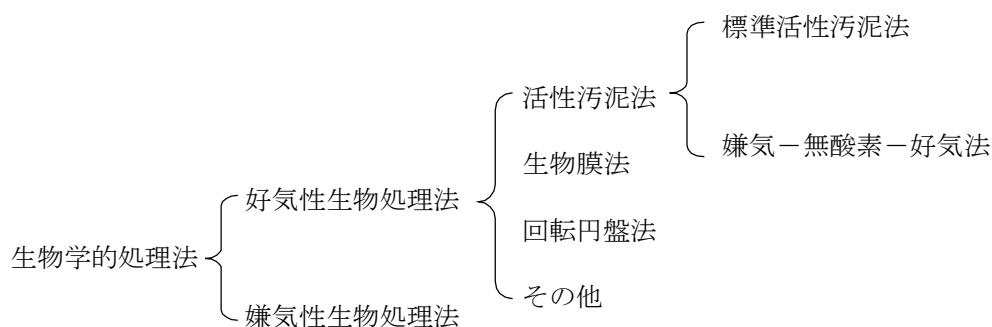 標準活性汚泥法
活性汚泥法
嫌気－無酸素－好気法
生物膜法
好気性生物処理法
回転円盤法
生物学的処理法
その他
嫌気性生物処理法